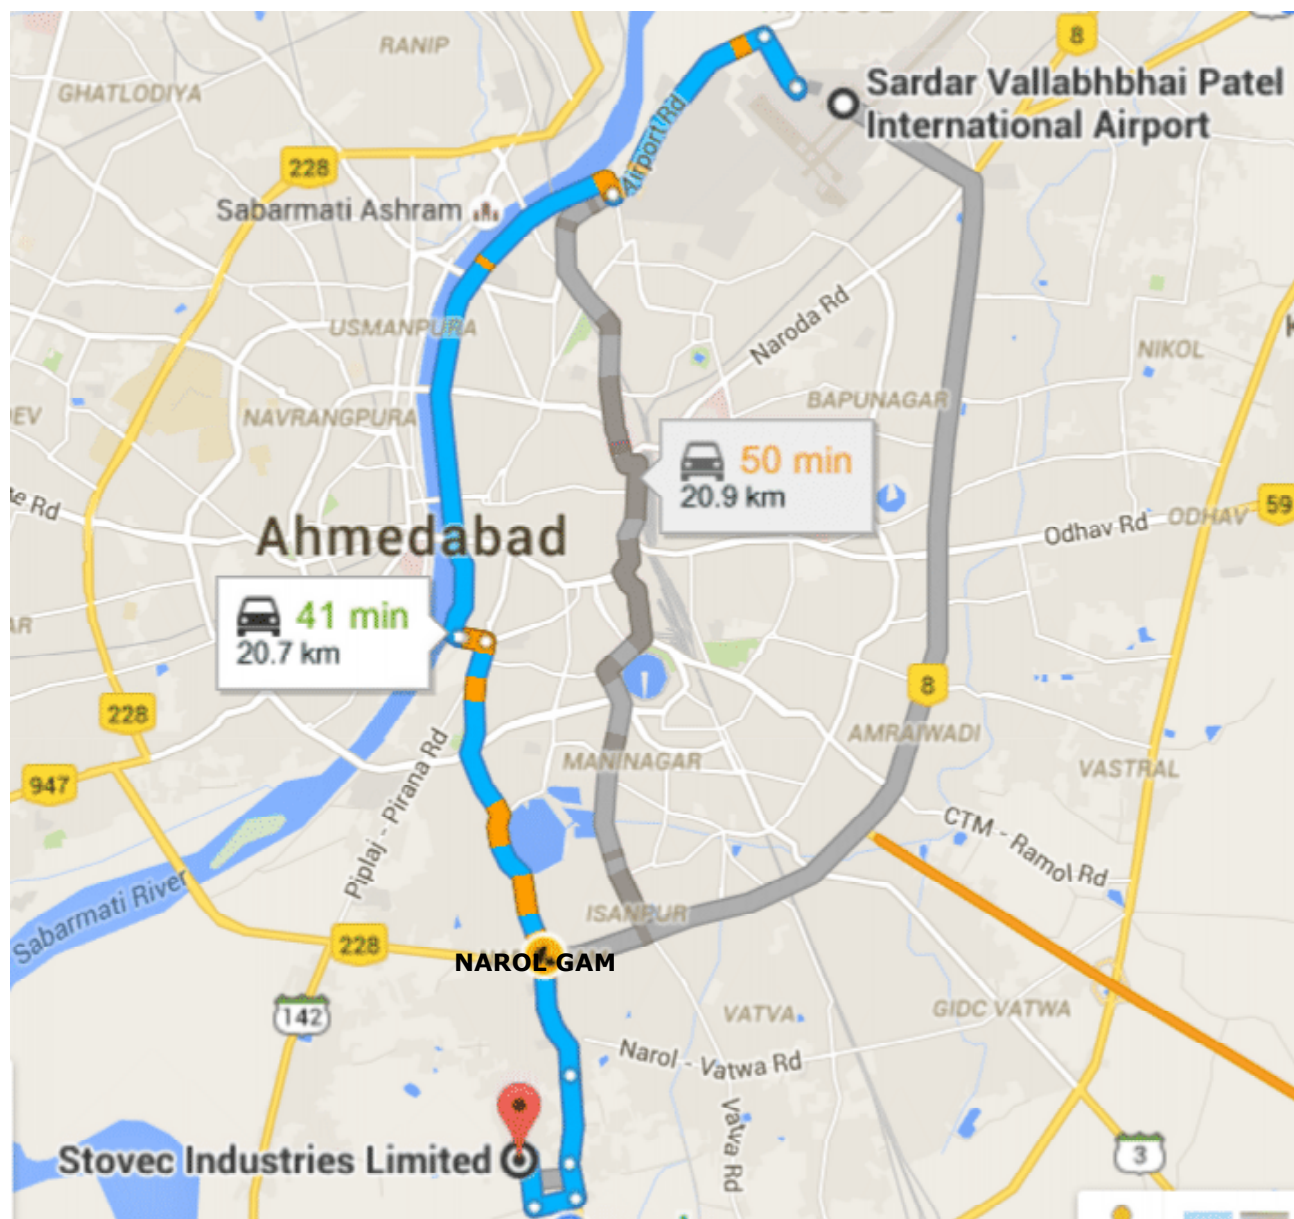 RANIP
8
GHATLODIYA
Sardar Vallabhbhai Patel
International Airport
Airport Rd
228
Sabarmati Ashram
USMANPURA
Naroda Rd
NIKOL
NAVRANGPURA
BAPUNAGAR
50 min
20.9 km
59
Odhav Rd
ODHAV
Ahmedabad
41 min
20.7 km
8
228
AMRAIWADI
MANINAGAR
VASTRAL
947
Piplaj - Pirana Rd
CTM - Ramol Rd
Sabarmati River
ISANPUR
228
NAROL GAM
142
VATVA
GIDC VATWA
Narol - Vatwa Rd
Vatva Rd
Stovec Industries Limited
3